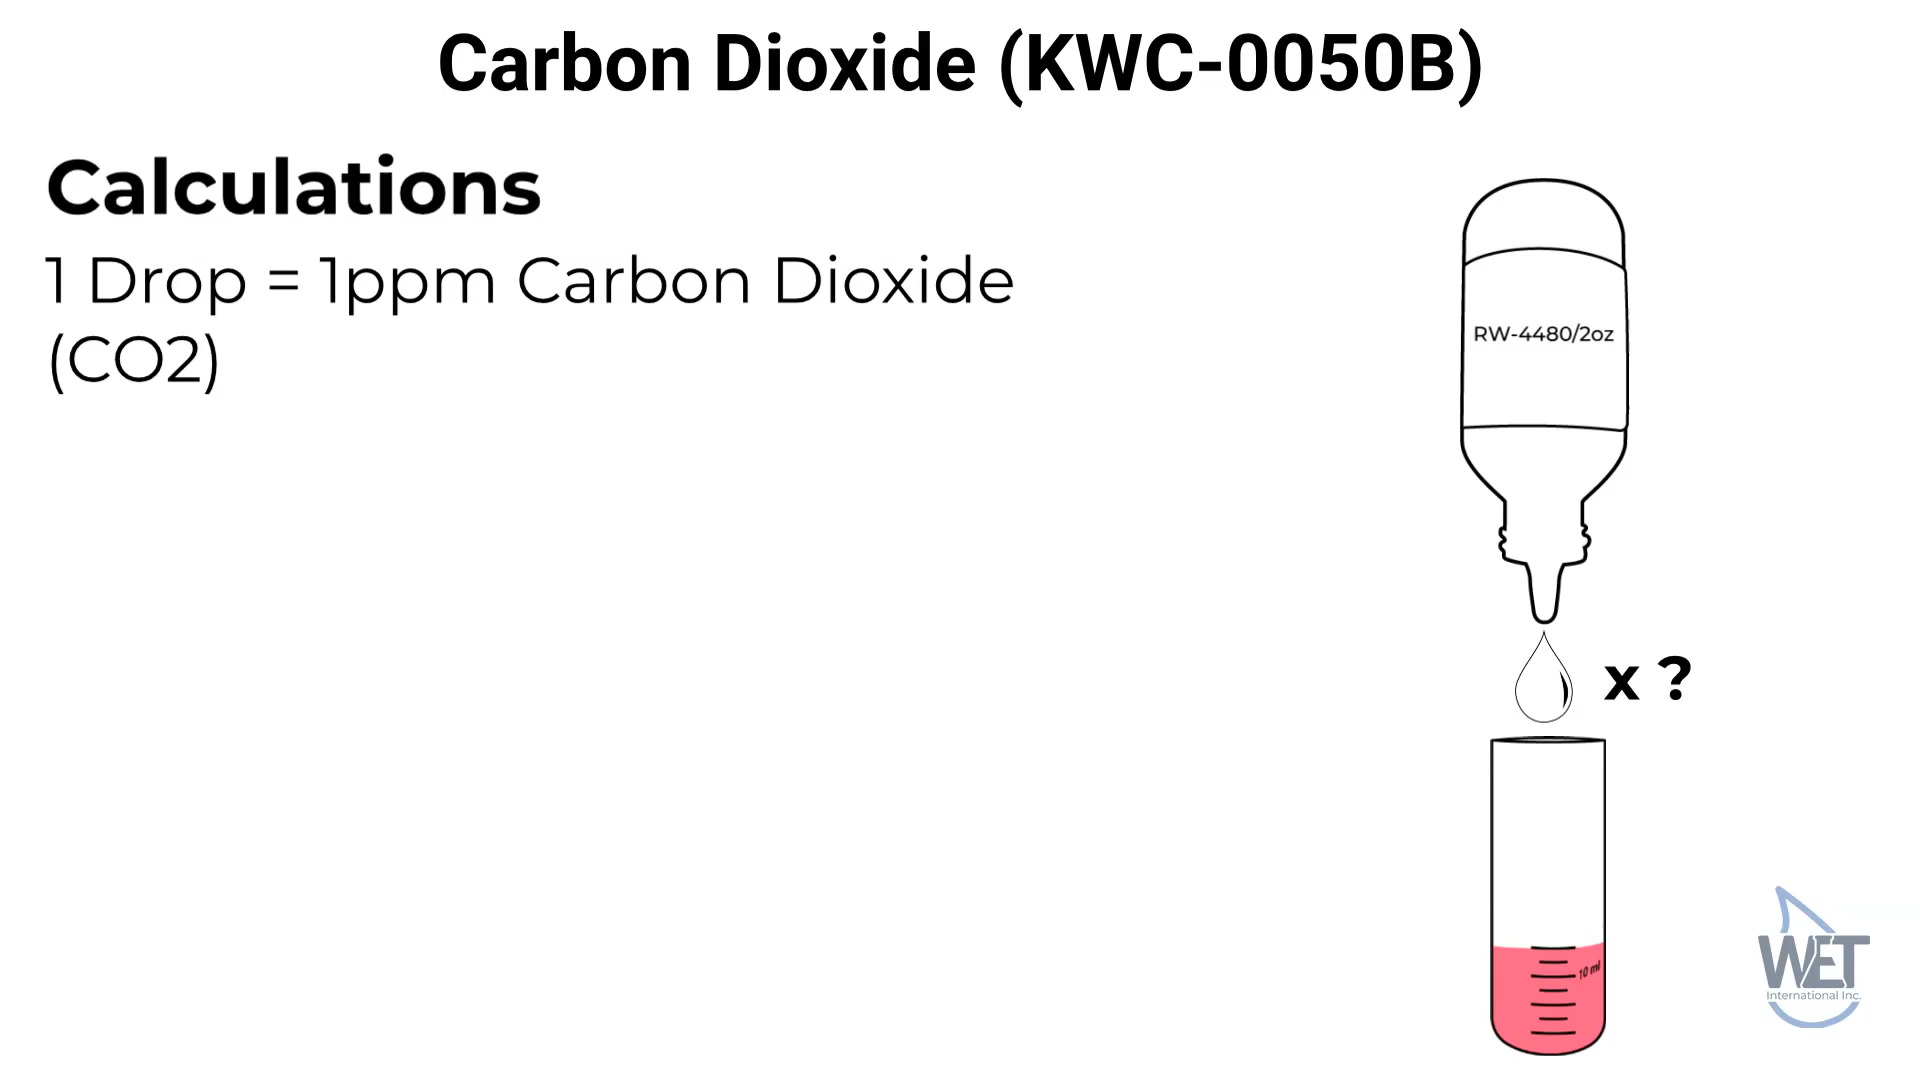 Carbon Dioxide (KWC-0050B)
Calculations
1 Drop = 1ppm Carbon Dioxide
(CO2)
RW-4480/2oz
x ?
10 ml
WET
International Inc.